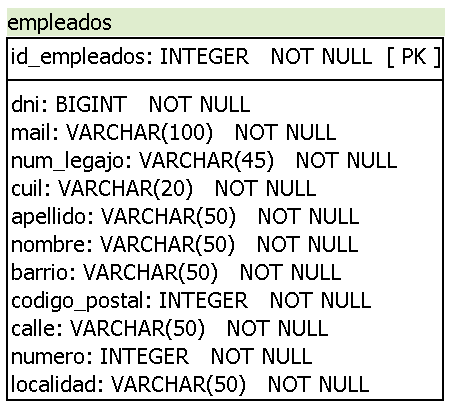 empleados
id_empleados: INTEGER NOT NULL [ PK ]
dni: BIGINT NOT NULL
mail: VARCHAR(100) NOT NULL
num_legajo: VARCHAR(45) NOT NULL
cuil: VARCHAR(20) NOT NULL
apellido: VARCHAR(50) NOT NULL
nombre: VARCHAR(50) NOT NULL
barrio: VARCHAR(50) NOT NULL
codigo_postal: INTEGER NOT NULL
calle: VARCHAR(50) NOT NULL
numero: INTEGER NOT NULL
localidad: VARCHAR(50) NOT NULL